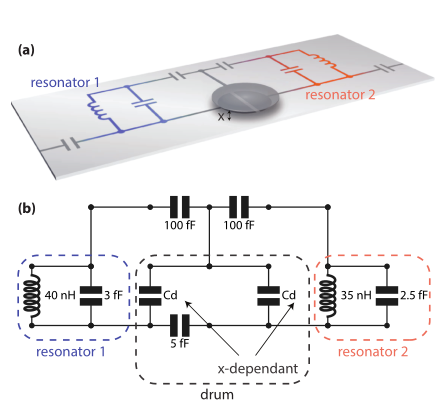 (a)
resonator 1
resonator 2
x
(b)
100 fF
100 fF
40 nH
3 fF
Cd
Cd
35 nH
2.5 fF
5 fF
resonator 1
x-dependant
resonator 2
drum